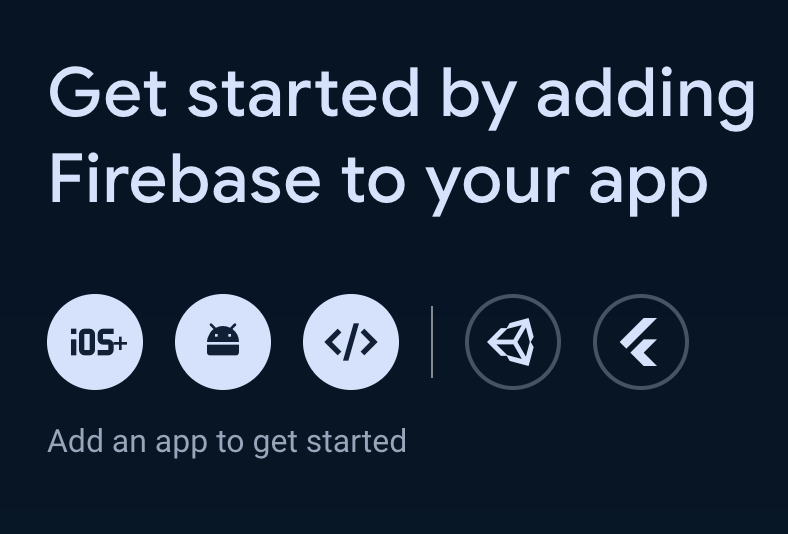 Get started by adding
Firebase to your app
iOS+
</>
Add an app to get started